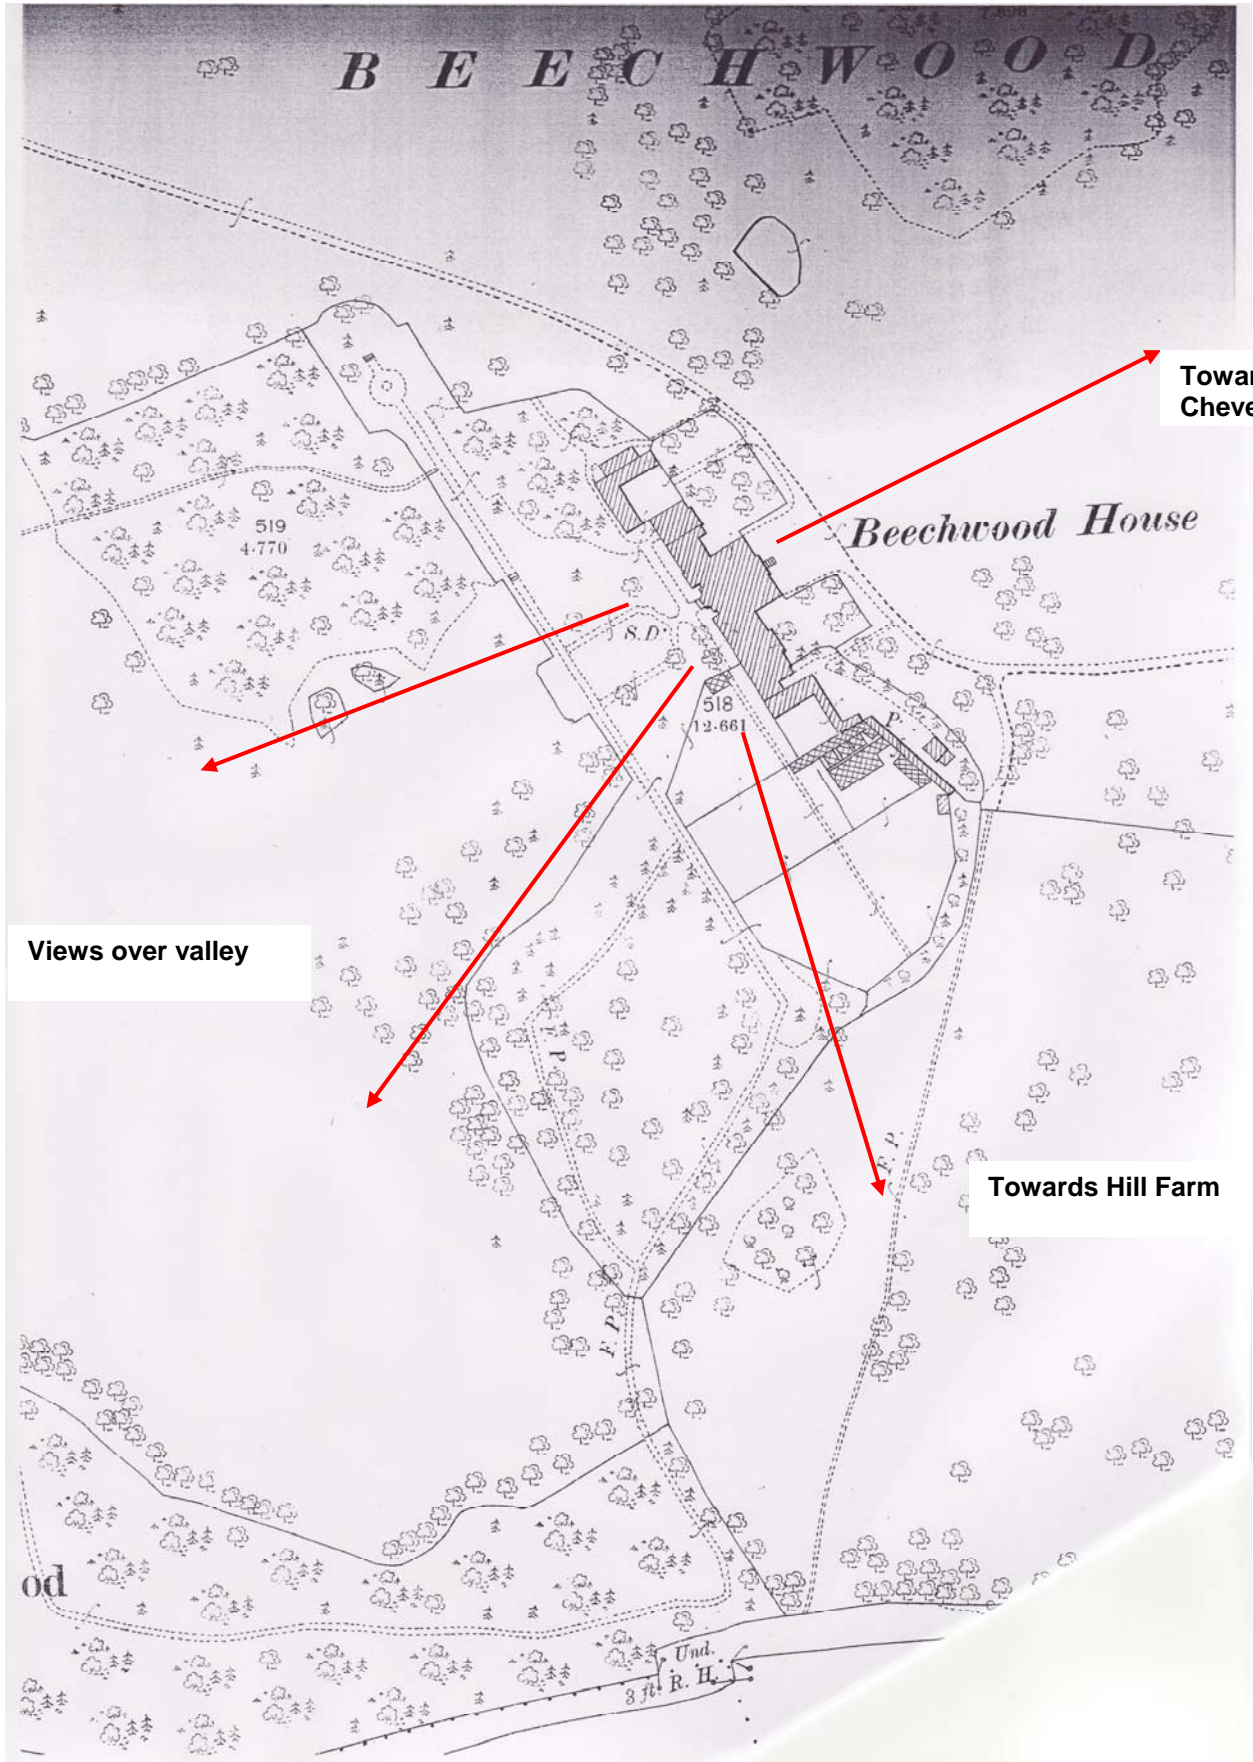 BEECHWOOD
Towar
Cheve
Beechwood House
519
4.770
S.D.
518
12.661
P.
Views over valley
F.P.
F.P.
Towards Hill Farm
F.P.
od
Und.
3 ft. R. H.